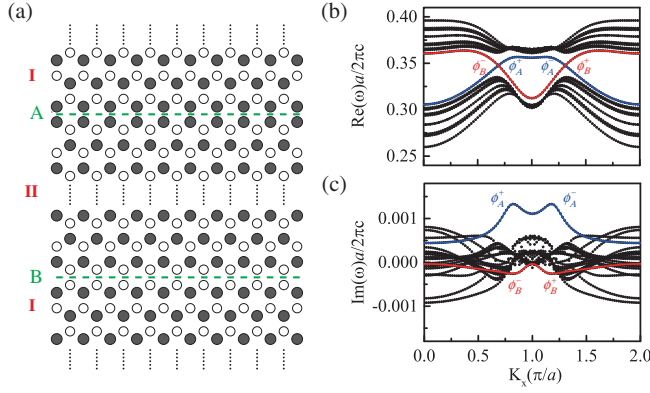 (a)
I
A
II
B
I
(b)
Re(ω)a/2πc
0.40
0.35
0.30
0.25
ϕ_B^- ϕ_A^+ ϕ_A^- ϕ_B^+
(c)
Im(ω)a/2πc
0.001
0.000
-0.001
ϕ_A^+ ϕ_A^-
ϕ_B^- ϕ_B^+
0.0 0.5 1.0 1.5 2.0
K_x(π/a)